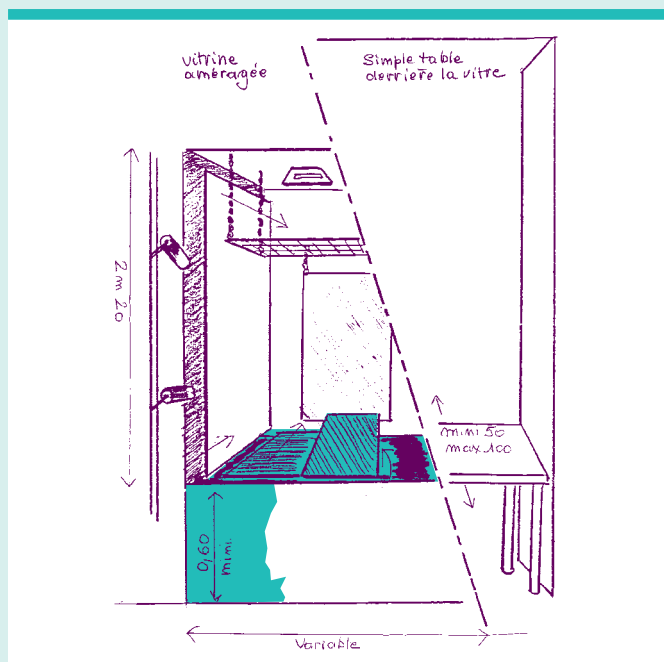 vitrine
aménagée
Simple table
derrière la vitre
2 m 20
mini 50
max 100
0,60
mini.
Variable